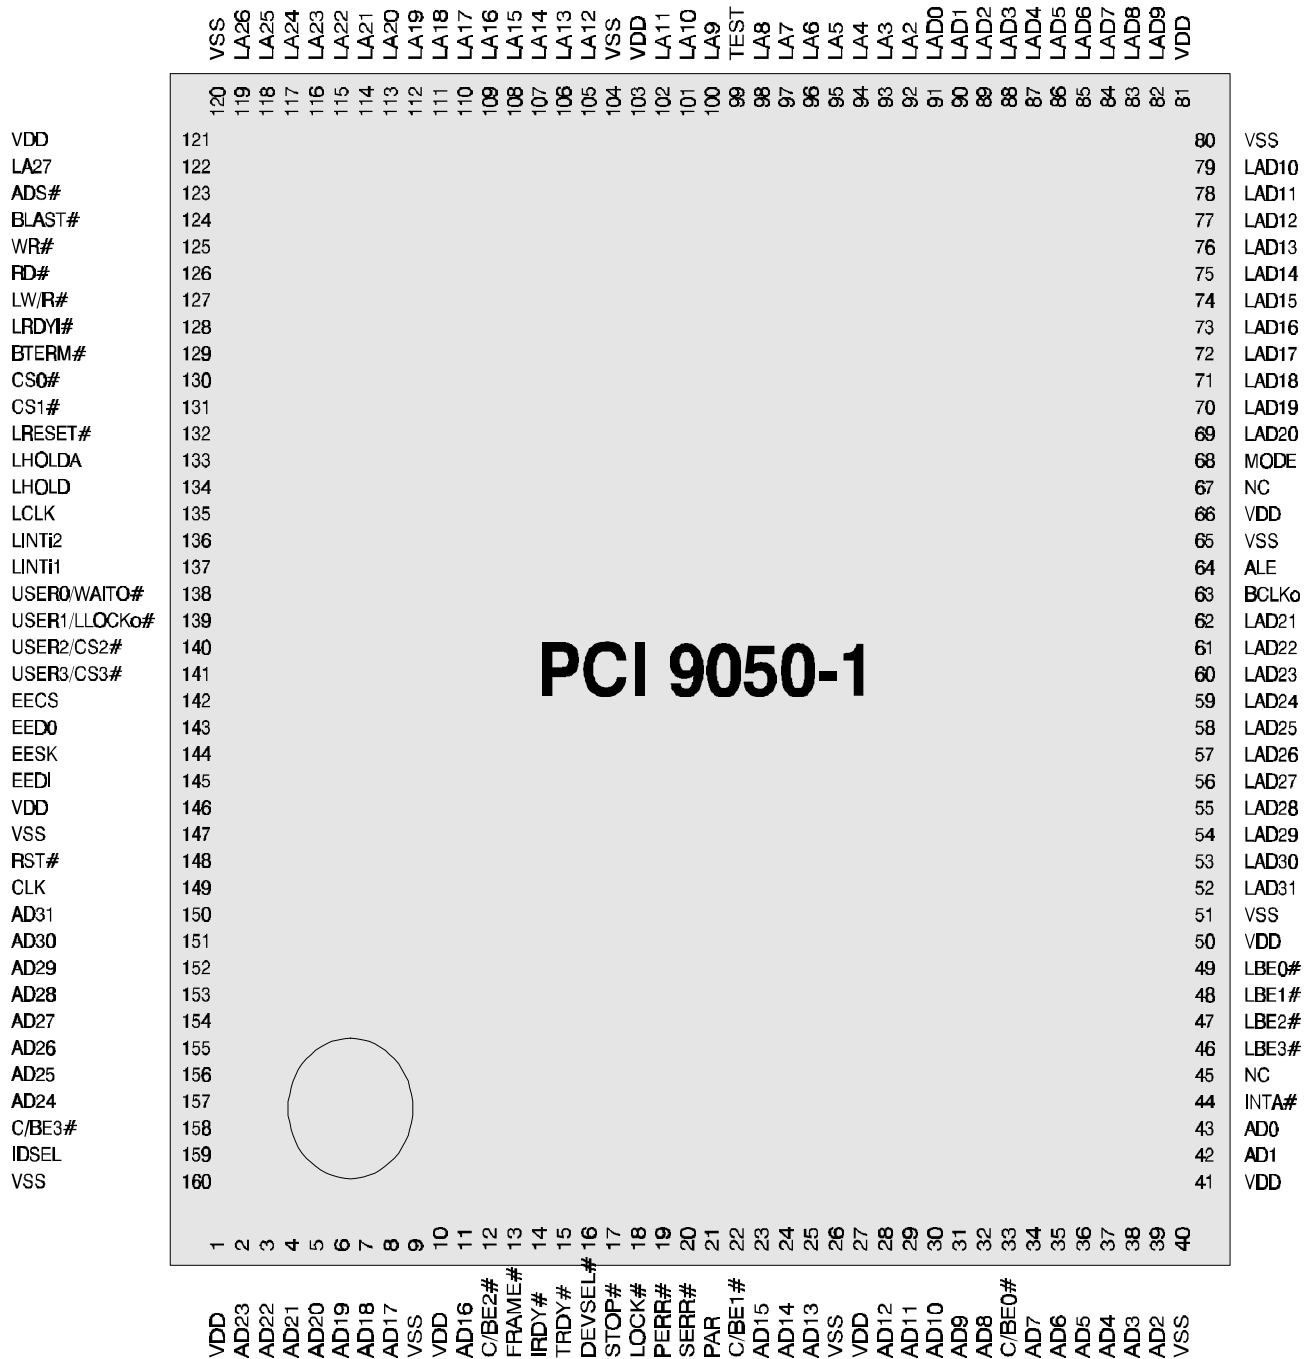 VSS LA26 LA25 LA24 LA23 LA22 LA21 LA20 LA19 LA18 LA17 LA16 LA15 LA14 LA13 LA12 VSS VDD LA11 LA10 LA9 TEST LA8 LA7 LA6 LA5 LA4 LA3 LA2 LAD0 LAD1 LAD2 LAD3 LAD4 LAD5 LAD6 LAD7 LAD8 LAD9 VDD
120 119 118 117 116 115 114 113 112 111 110 109 108 107 106 105 104 103 102 101 100 99 98 97 96 95 94 93 92 91 90 89 88 87 86 85 84 83 82 81
VDD 121 80 VSS
LA27 122 79 LAD10
ADS# 123 78 LAD11
BLAST# 124 77 LAD12
WR# 125 76 LAD13
RD# 126 75 LAD14
LW/R# 127 74 LAD15
LRDYI# 128 73 LAD16
BTERM# 129 72 LAD17
CS0# 130 71 LAD18
CS1# 131 70 LAD19
LRESET# 132 69 LAD20
LHOLDA 133 68 MODE
LHOLD 134 67 NC
LCLK 135 66 VDD
LINTi2 136 65 VSS
LINTi1 137 64 ALE
USER0/WAITO# 138 63 BCLKo
USER1/LLOCKo# 139 62 LAD21
USER2/CS2# 140 61 LAD22
USER3/CS3# 141 60 LAD23
PCI 9050-1
EECS 142 59 LAD24
EED0 143 58 LAD25
EESK 144 57 LAD26
EEDI 145 56 LAD27
VDD 146 55 LAD28
VSS 147 54 LAD29
RST# 148 53 LAD30
CLK 149 52 LAD31
AD31 150 51 VSS
AD30 151 50 VDD
AD29 152 49 LBE0#
AD28 153 48 LBE1#
AD27 154 47 LBE2#
AD26 155 46 LBE3#
AD25 156 45 NC
AD24 157 44 INTA#
C/BE3# 158 43 AD0
IDSEL 159 42 AD1
VSS 160 41 VDD
1 2 3 4 5 6 7 8 9 10 11 12 13 14 15 16 17 18 19 20 21 22 23 24 25 26 27 28 29 30 31 32 33 34 35 36 37 38 39 40
VDD AD23 AD22 AD21 AD20 AD19 AD18 AD17 VSS VDD AD16 C/BE2# FRAME# IRDY# TRDY# DEVSEL# STOP# LOCK# PERR# SERR# PAR C/BE1# AD15 AD14 AD13 VSS VDD AD12 AD11 AD10 AD9 AD8 C/BE0# AD7 AD6 AD5 AD4 AD3 AD2 VSS